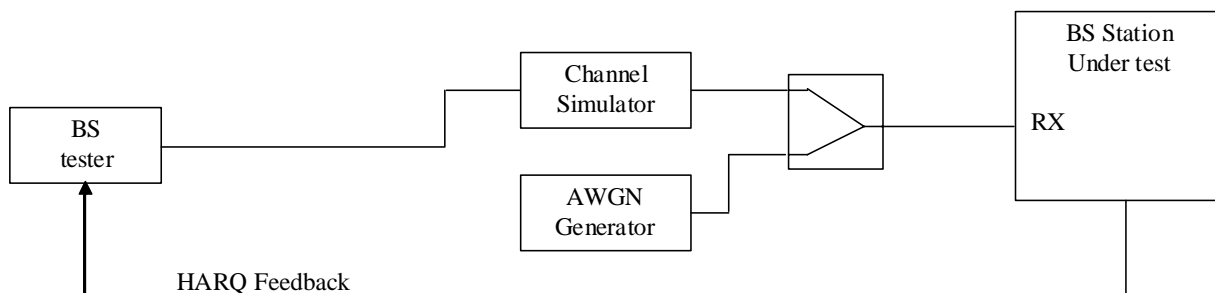 BS Station
Under test
Channel
Simulator
BS
tester
RX
AWGN
Generator
HARQ Feedback